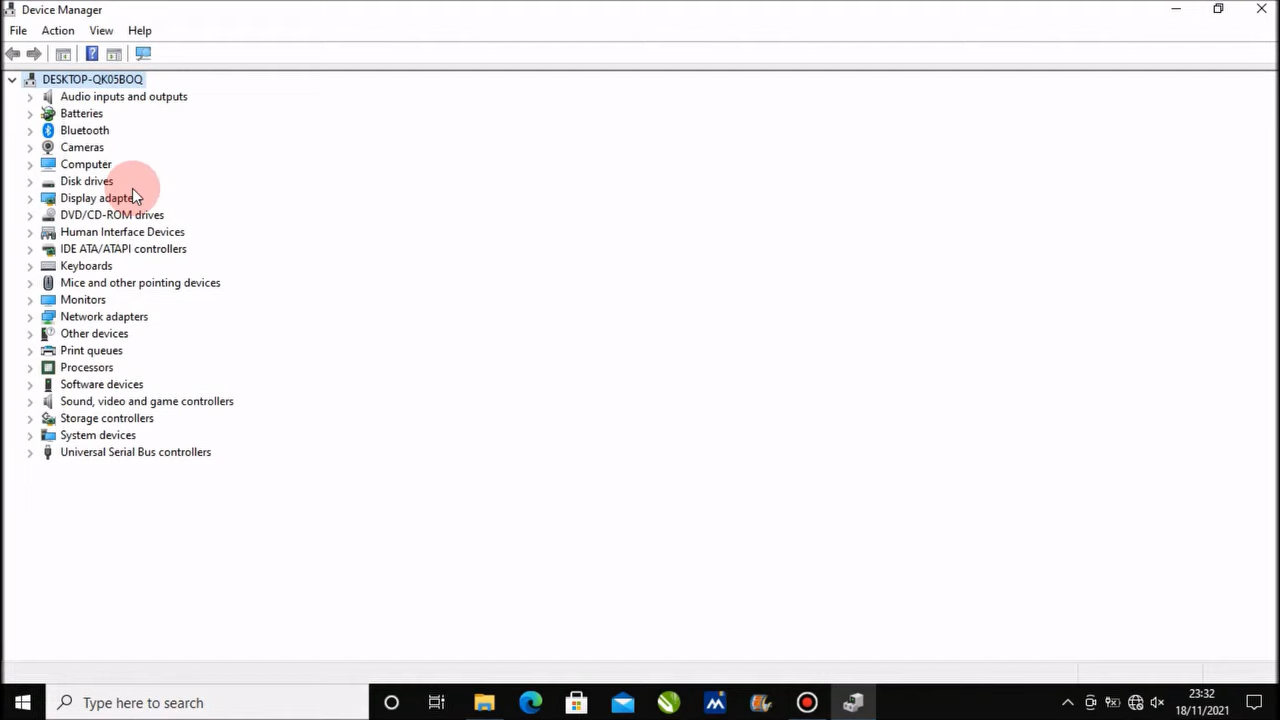 Device Manager
File Action View Help
DESKTOP-QK05BOQ
Audio inputs and outputs
Batteries
Bluetooth
Cameras
Computer
Disk drives
Display
DVD/CD-ROM drives
Human Interface Devices
IDE ATA/ATAPI controllers
Keyboards
Mice and other pointing devices
Monitors
Network adapters
Other devices
Print queues
Processors
Software devices
Sound, video and game controllers
Storage controllers
System devices
Universal Serial Bus controllers
Type here to search
23:32
18/11/2021